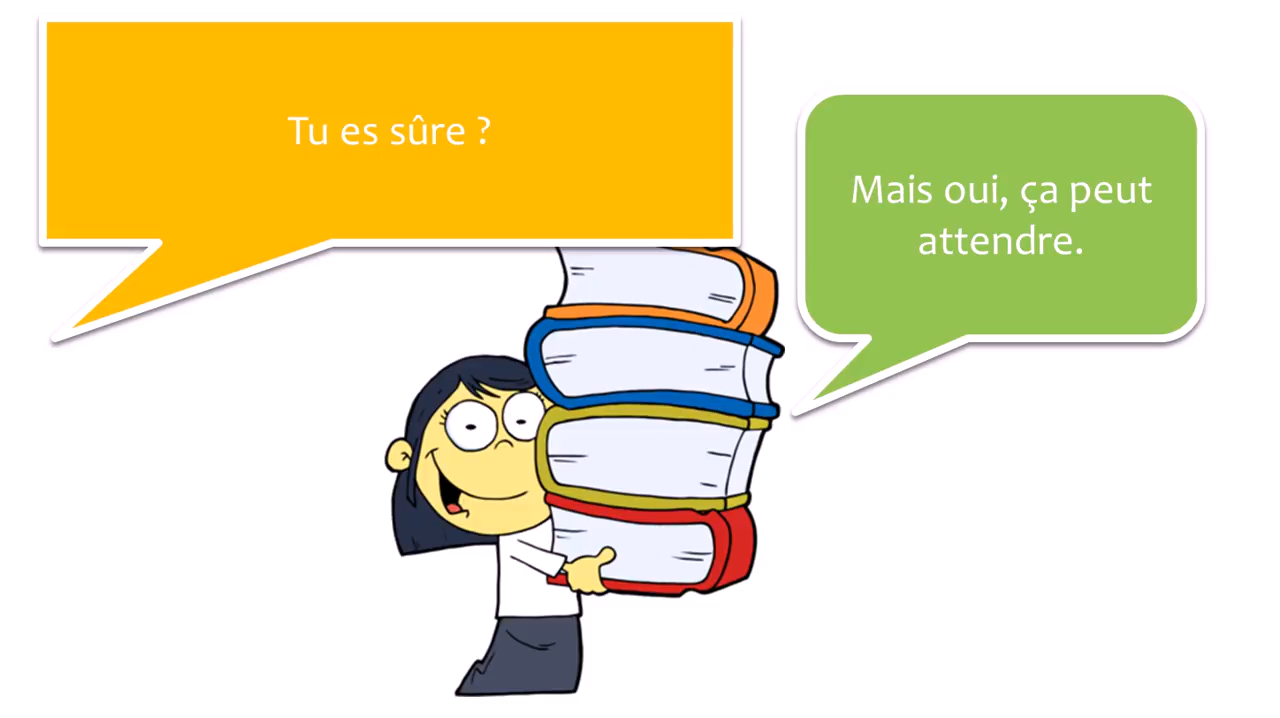 Tu es sûre ?
Mais oui, ça peut
attendre.